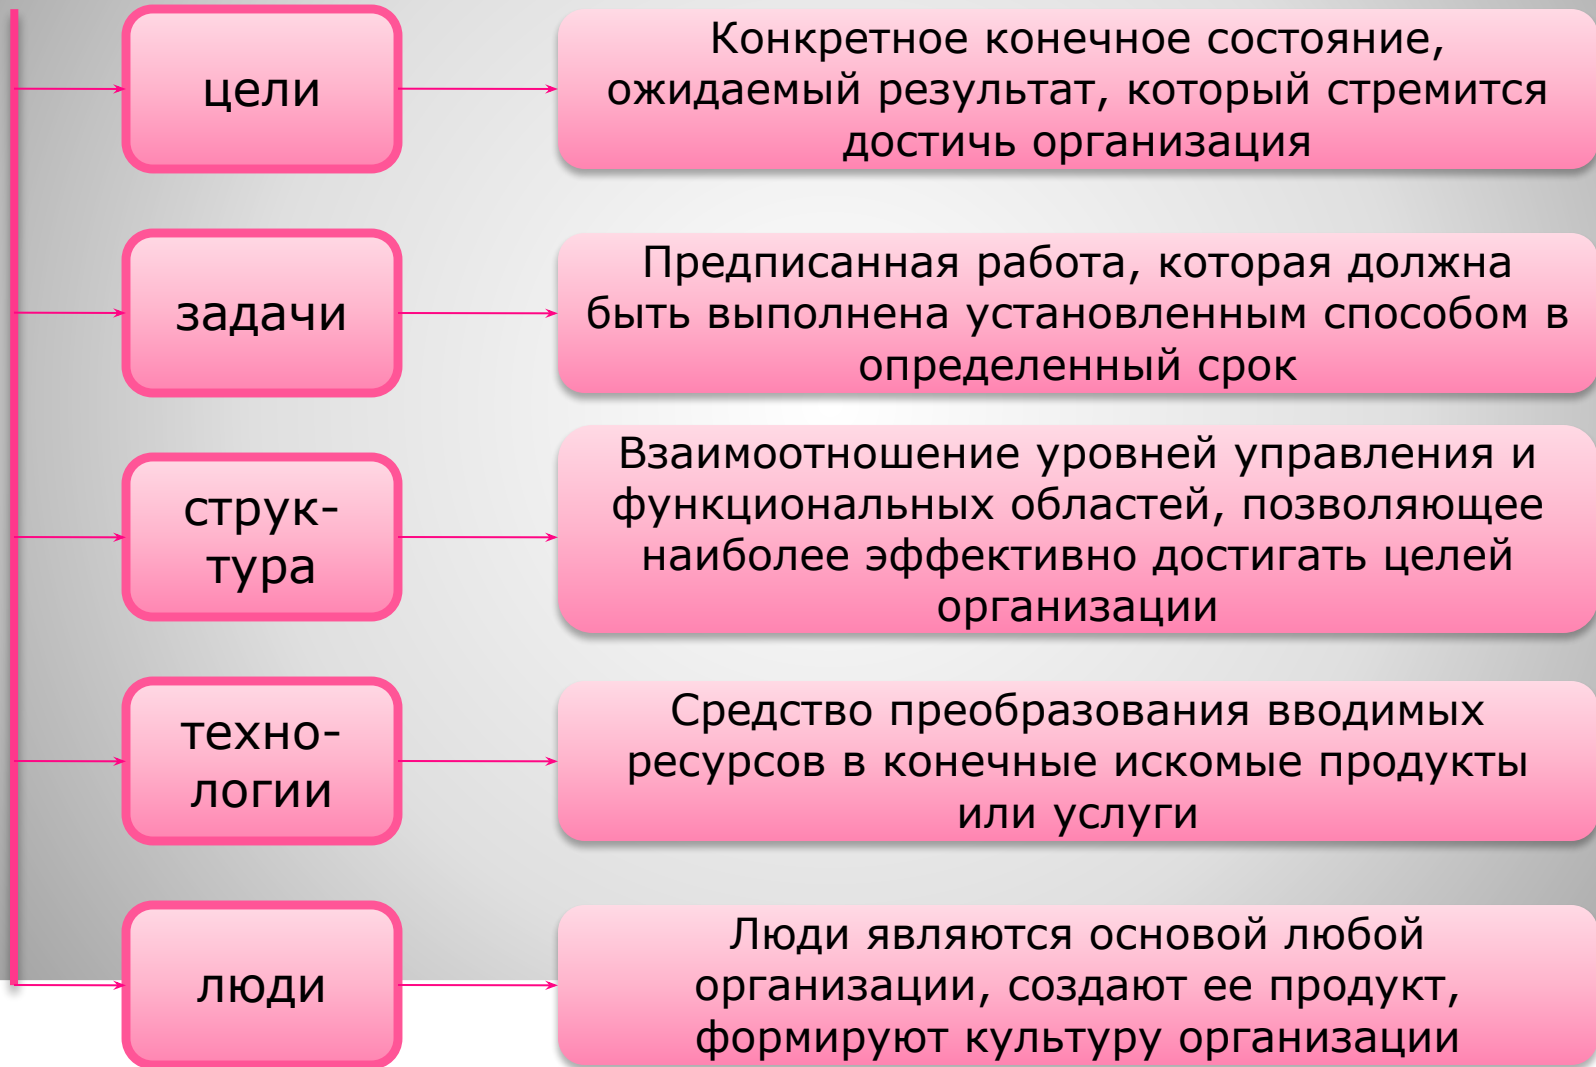 цели
Конкретное конечное состояние,
ожидаемый результат, который стремится
достичь организация
задачи
Предписанная работа, которая должна
быть выполнена установленным способом в
определенный срок
струк-
тура
Взаимоотношение уровней управления и
функциональных областей, позволяющее
наиболее эффективно достигать целей
организации
техно-
логии
Средство преобразования вводимых
ресурсов в конечные искомые продукты
или услуги
люди
Люди являются основой любой
организации, создают ее продукт,
формируют культуру организации